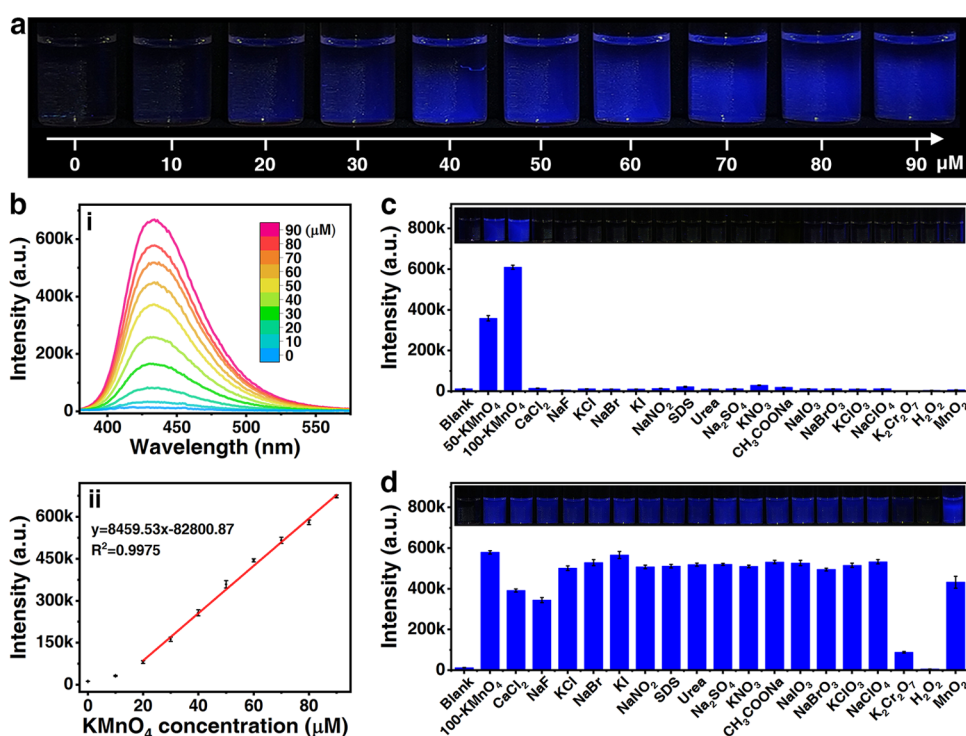 a
0 10 20 30 40 50 60 70 80 90 μM
b
i
Intensity (a.u.)
600k
400k
200k
0
90 (μM)
80
70
60
50
40
30
20
10
0
400 450 500 550
Wavelength (nm)
ii
Intensity (a.u.)
600k
450k
300k
150k
0
y=8459.53x-82800.87
R²=0.9975
0 20 40 60 80
KMnO₄ concentration (μM)
c
Intensity (a.u.)
800k
600k
400k
200k
0
Blank
50-KMnO₄
100-KMnO₄
CaCl₂
NaF
KCl
NaBr
KI
NaNO₂
SDS
Urea
Na₂SO₄
KNO₃
CH₃COONa
NaIO₃
NaBrO₃
KClO₃
NaClO₄
K₂Cr₂O₇
H₂O₂
MnO₂
d
Intensity (a.u.)
800k
600k
400k
200k
0
Blank
100-KMnO₄
CaCl₂
NaF
KCl
NaBr
KI
NaNO₂
SDS
Urea
Na₂SO₄
KNO₃
CH₃COONa
NaIO₃
NaBrO₃
KClO₃
NaClO₄
K₂Cr₂O₇
H₂O₂
MnO₂